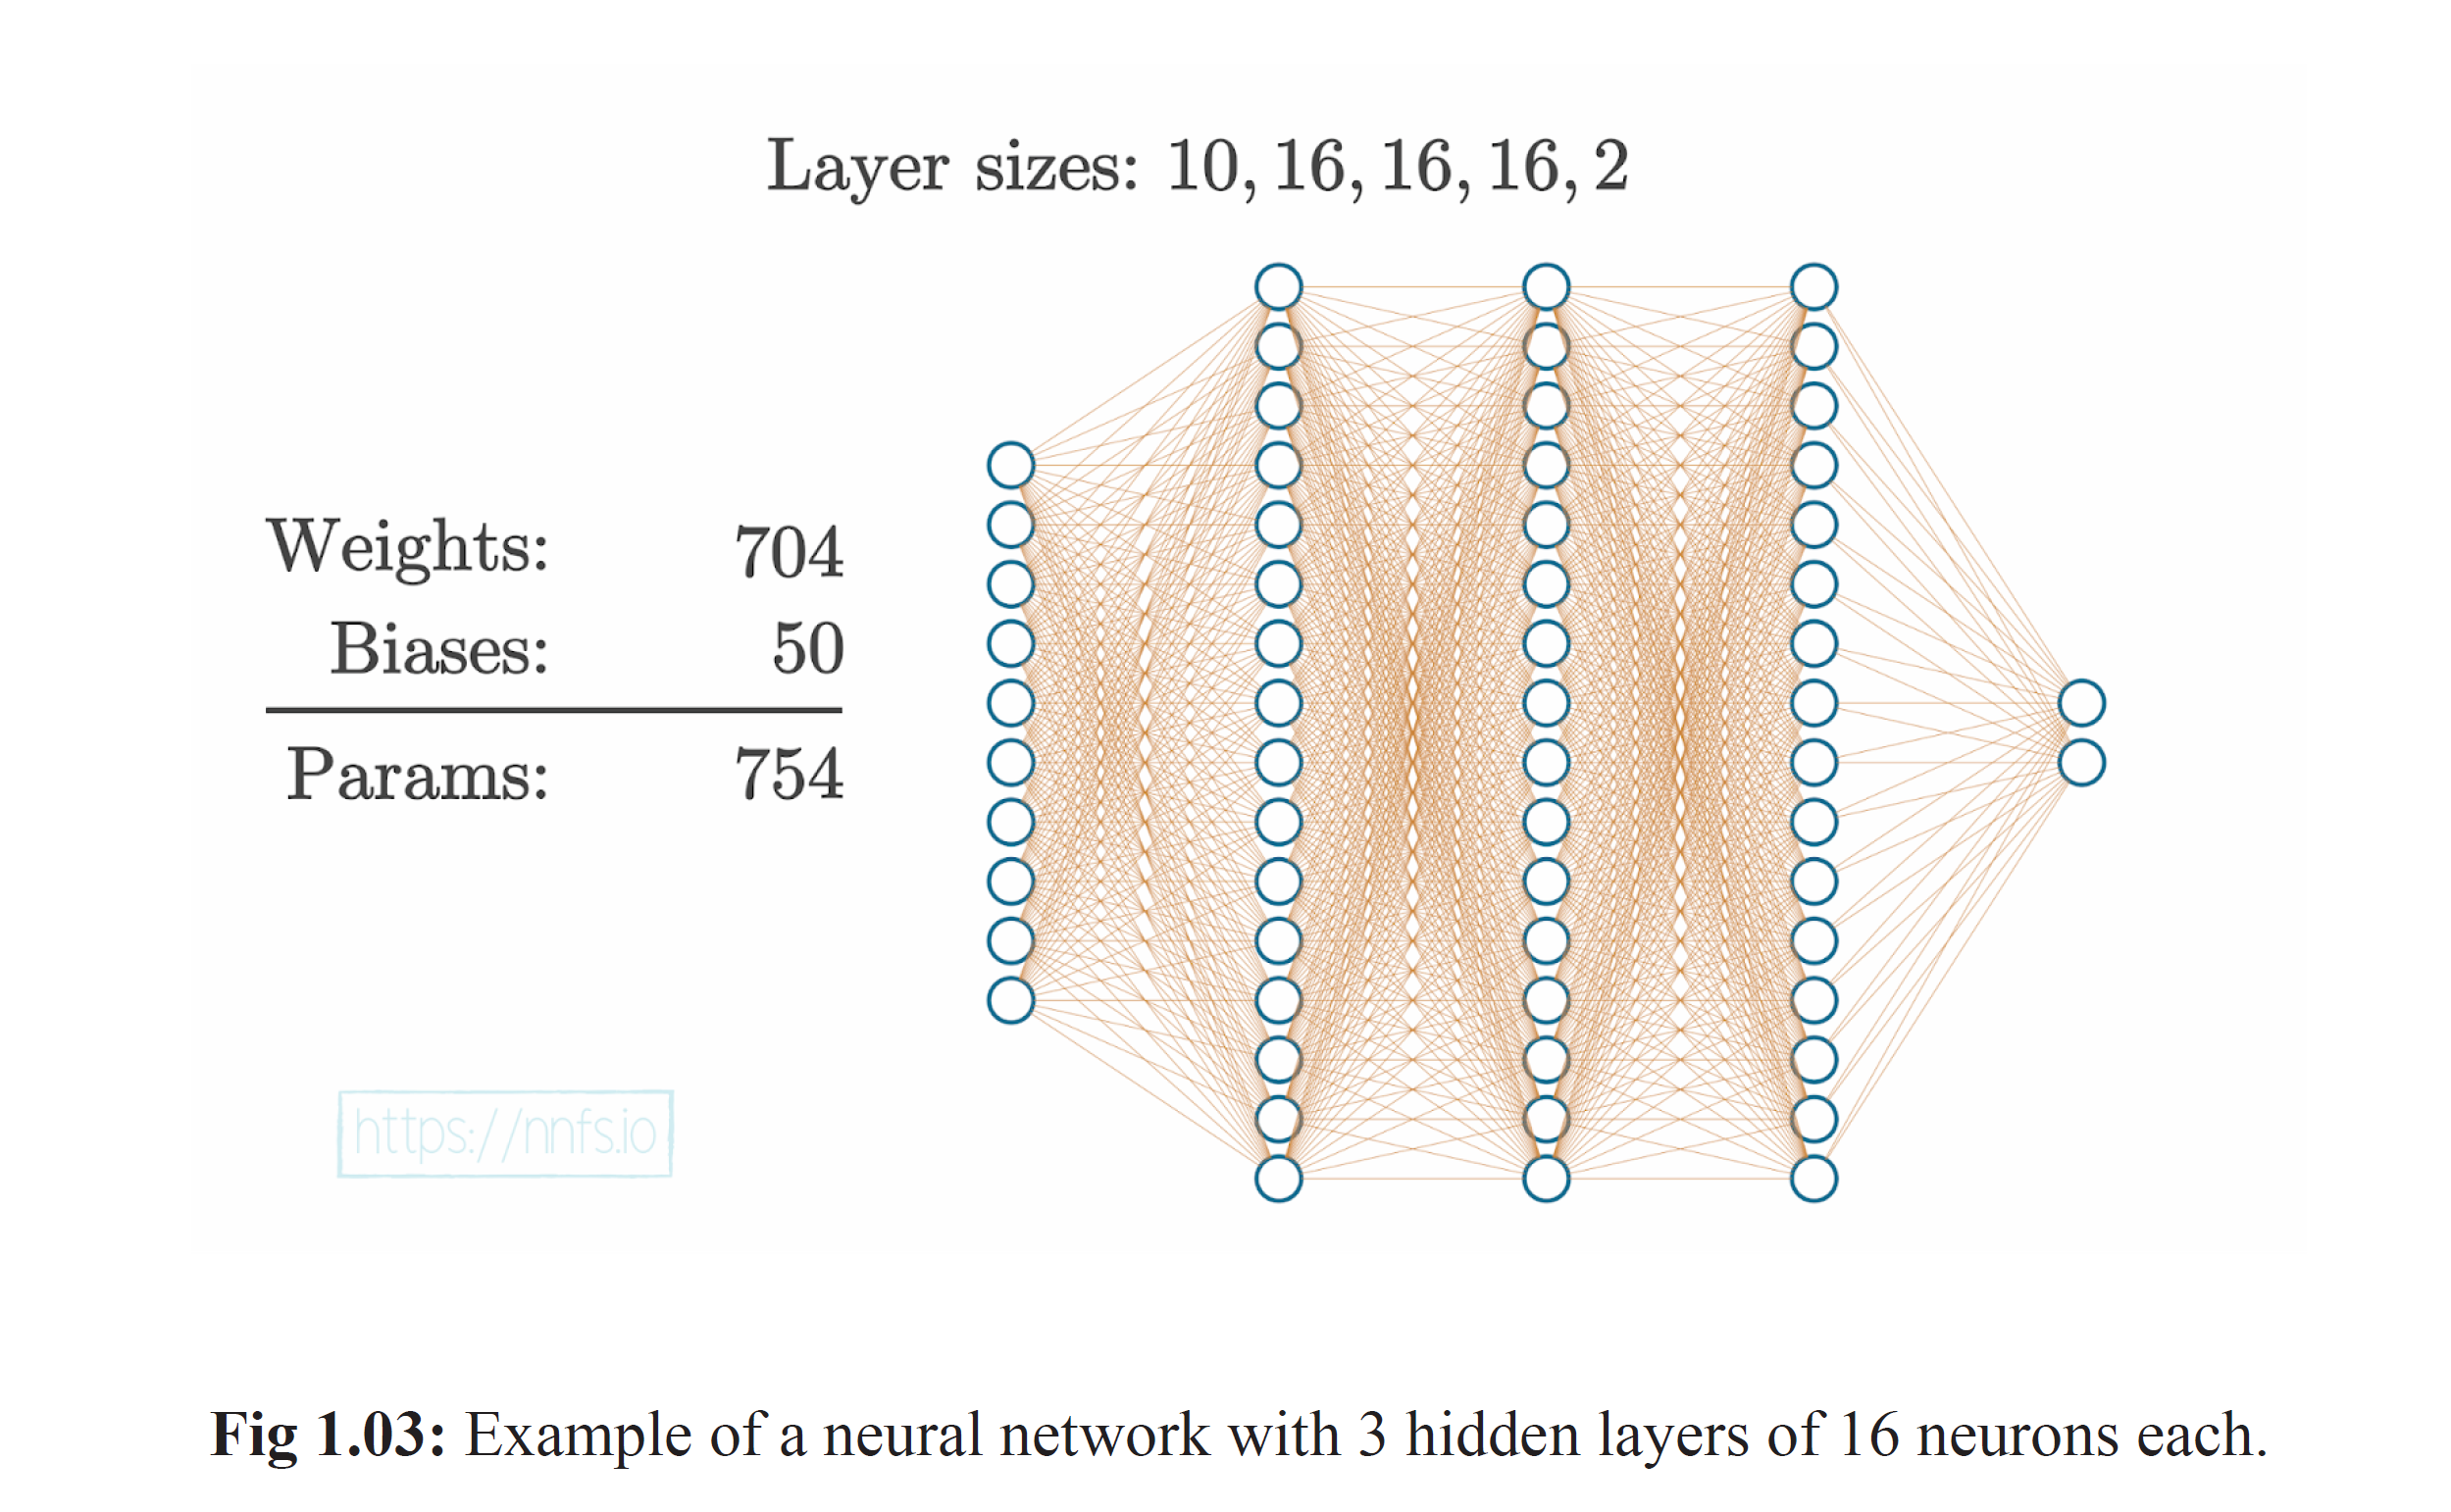 Layer sizes: 10, 16, 16, 16, 2
Weights: 704
Biases: 50
Params: 754
https://nnfs.io
Fig 1.03: Example of a neural network with 3 hidden layers of 16 neurons each.